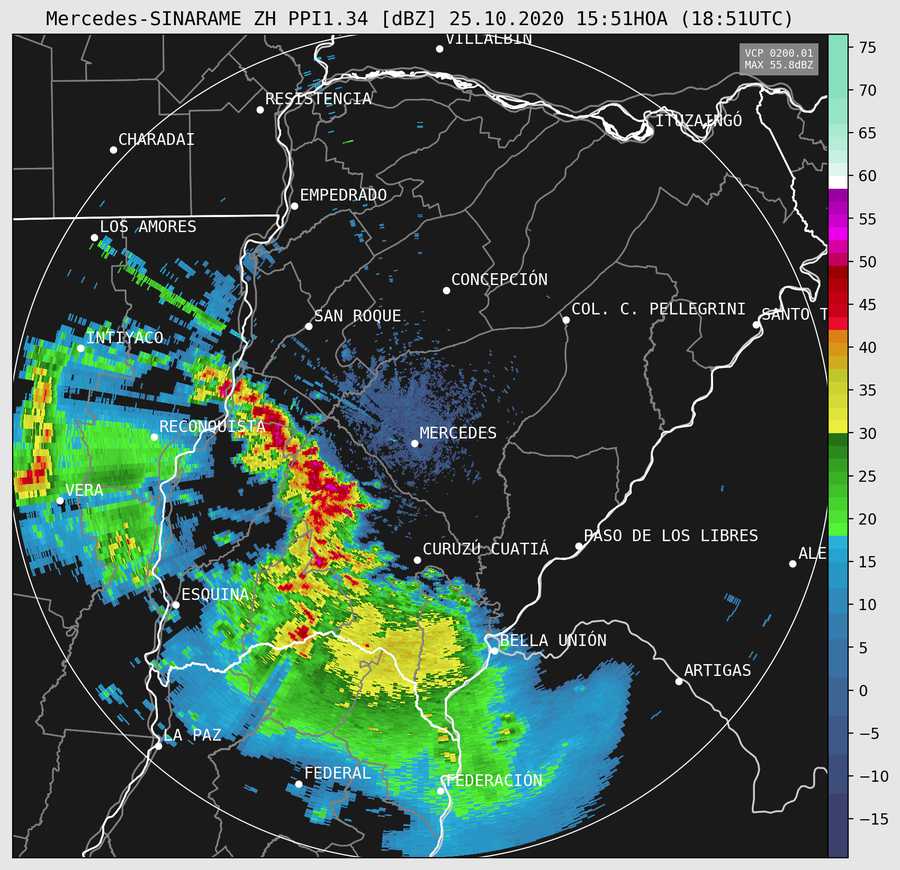 Mercedes-SINARAME ZH PPI1.34 [dBZ] 25.10.2020 15:51HOA (18:51UTC)
VILLALBÍN
VCP 0200.01
MAX 55.8dBZ
RESISTENCIA
ITUZAINGÓ
CHARADAI
EMPEDRADO
LOS AMORES
CONCEPCIÓN
COL. C. PELLEGRINI
SANTO T
SAN ROQUE
INTIYACO
RECONQUISTA
MERCEDES
VERA
PASO DE LOS LIBRES
CURUZÚ CUATIÁ
ALE
ESQUINA
BELLA UNIÓN
ARTIGAS
LA PAZ
FEDERAL
FEDERACIÓN
75
70
65
60
55
50
45
40
35
30
25
20
15
10
5
0
−5
−10
−15